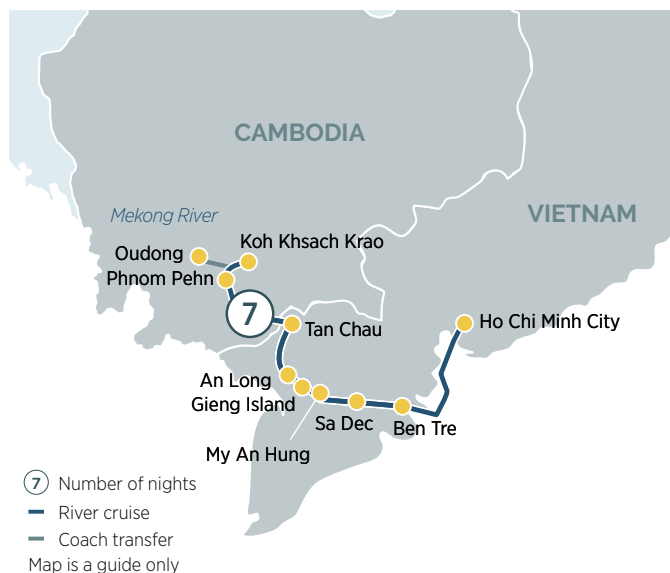 CAMBODIA
VIETNAM
Mekong River
Koh Khsach Krao
Oudong
Phnom Pehn
7
Tan Chau
Ho Chi Minh City
An Long
Gieng Island
Sa Dec
Ben Tre
My An Hung
7 Number of nights
River cruise
Coach transfer
Map is a guide only